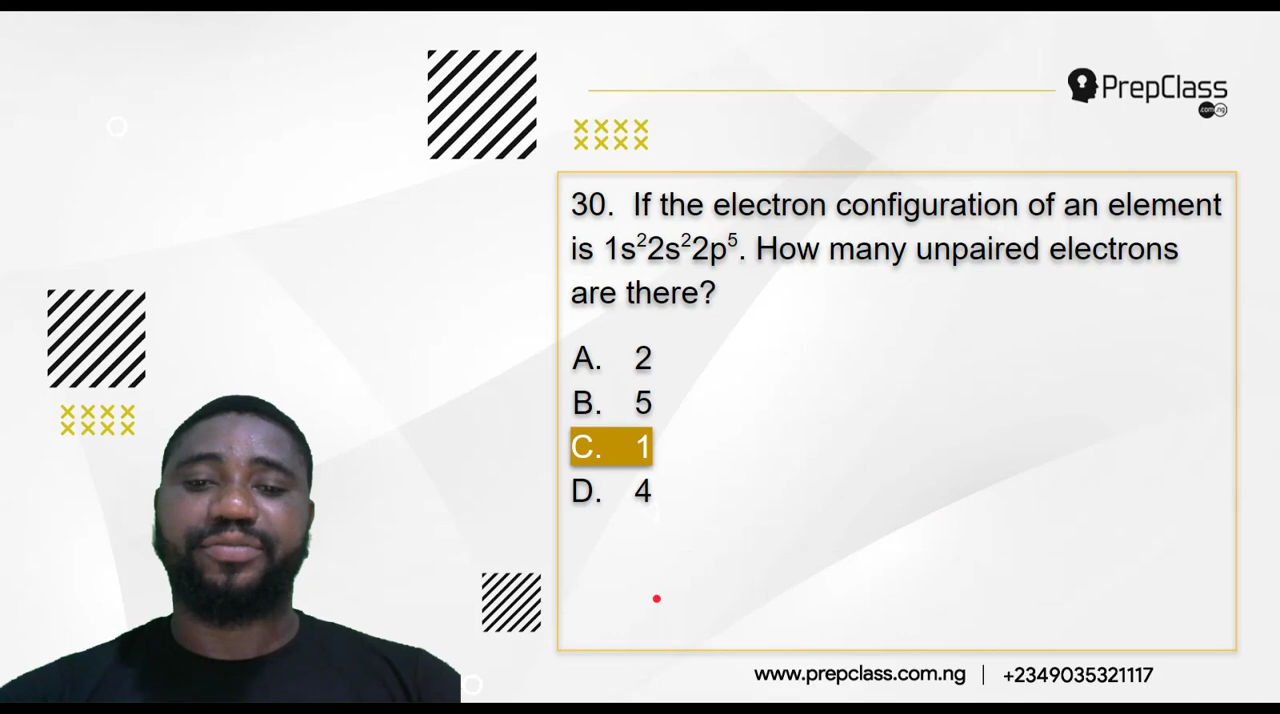 PrepClass
.com.ng
30. If the electron configuration of an element
is 1s²2s²2p⁵. How many unpaired electrons
are there?
A. 2
B. 5
C. 1
D. 4
www.prepclass.com.ng | +2349035321117